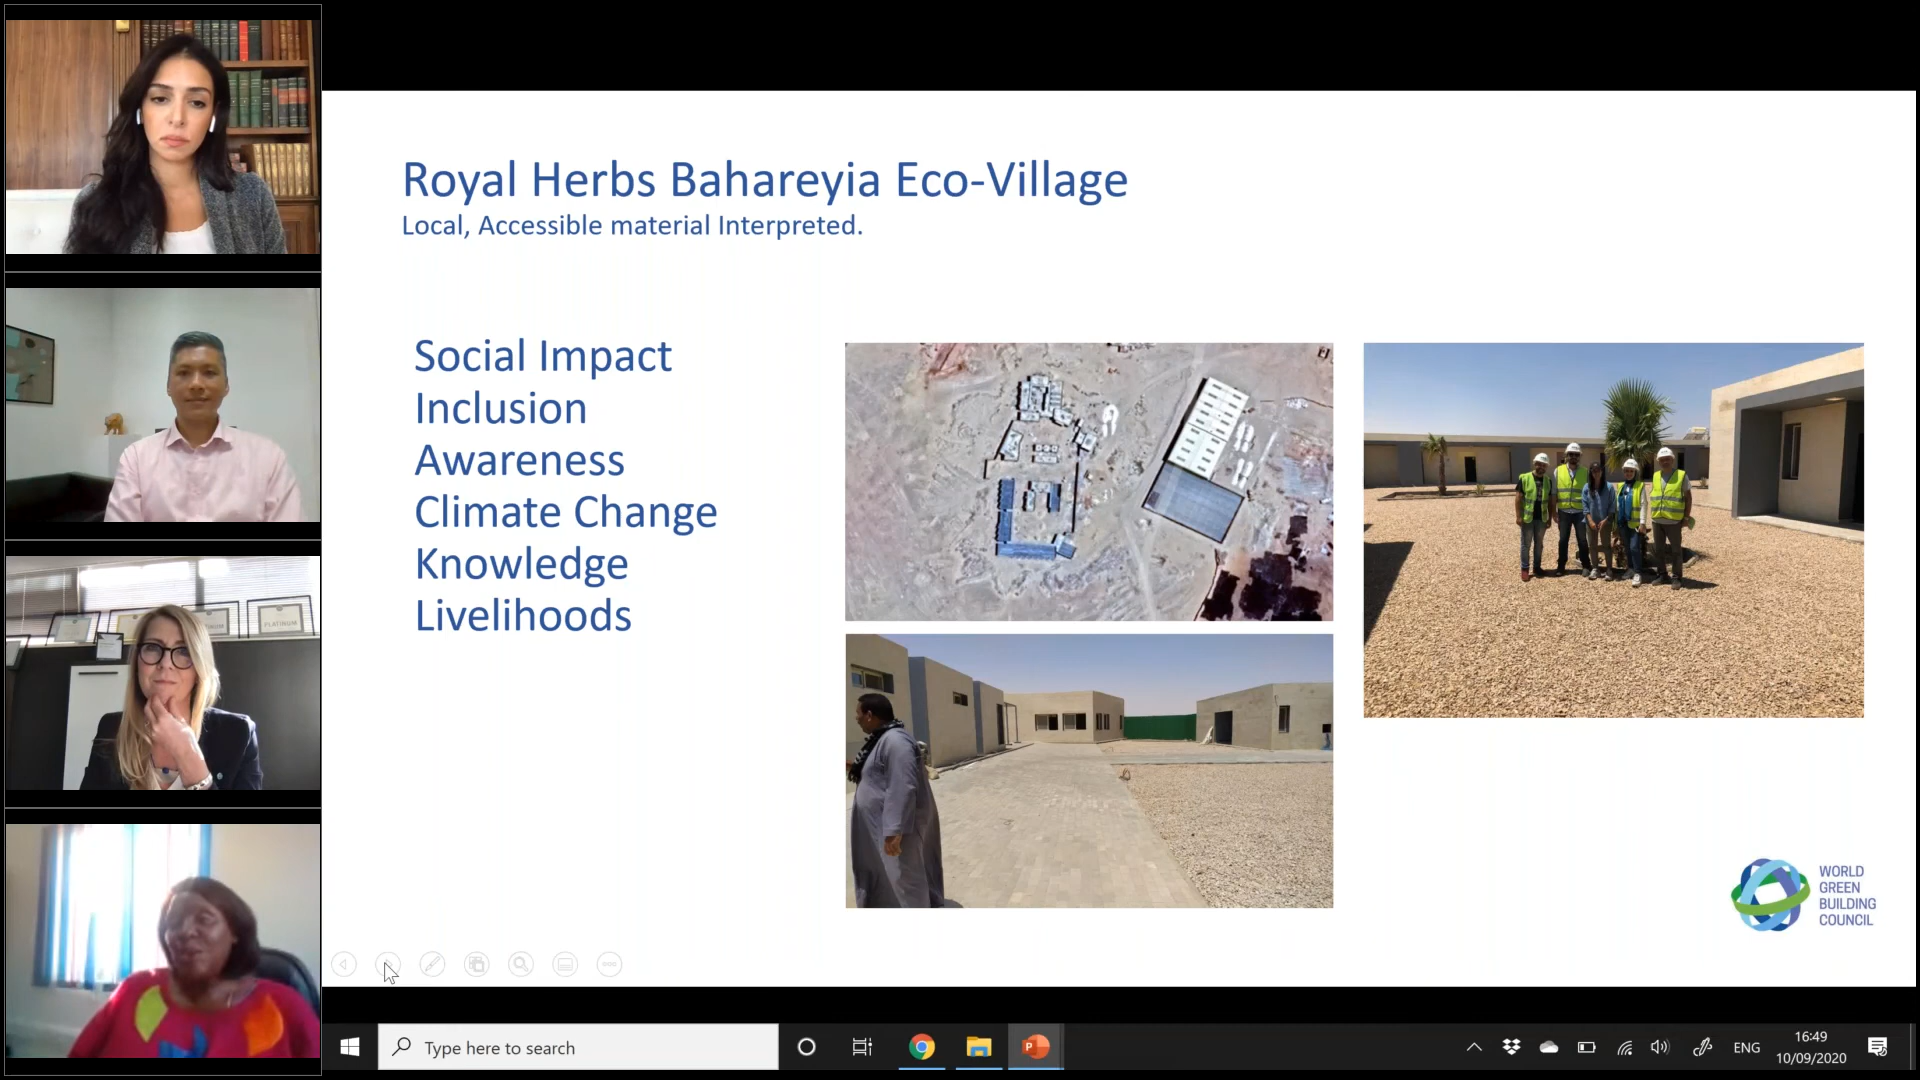 Royal Herbs Bahareyia Eco-Village
Local, Accessible material Interpreted.
Social Impact
Inclusion
Awareness
Climate Change
Knowledge
Livelihoods
WORLD
GREEN
BUILDING
COUNCIL
PLATINUM
Type here to search
P
ENG
16:49
10/09/2020